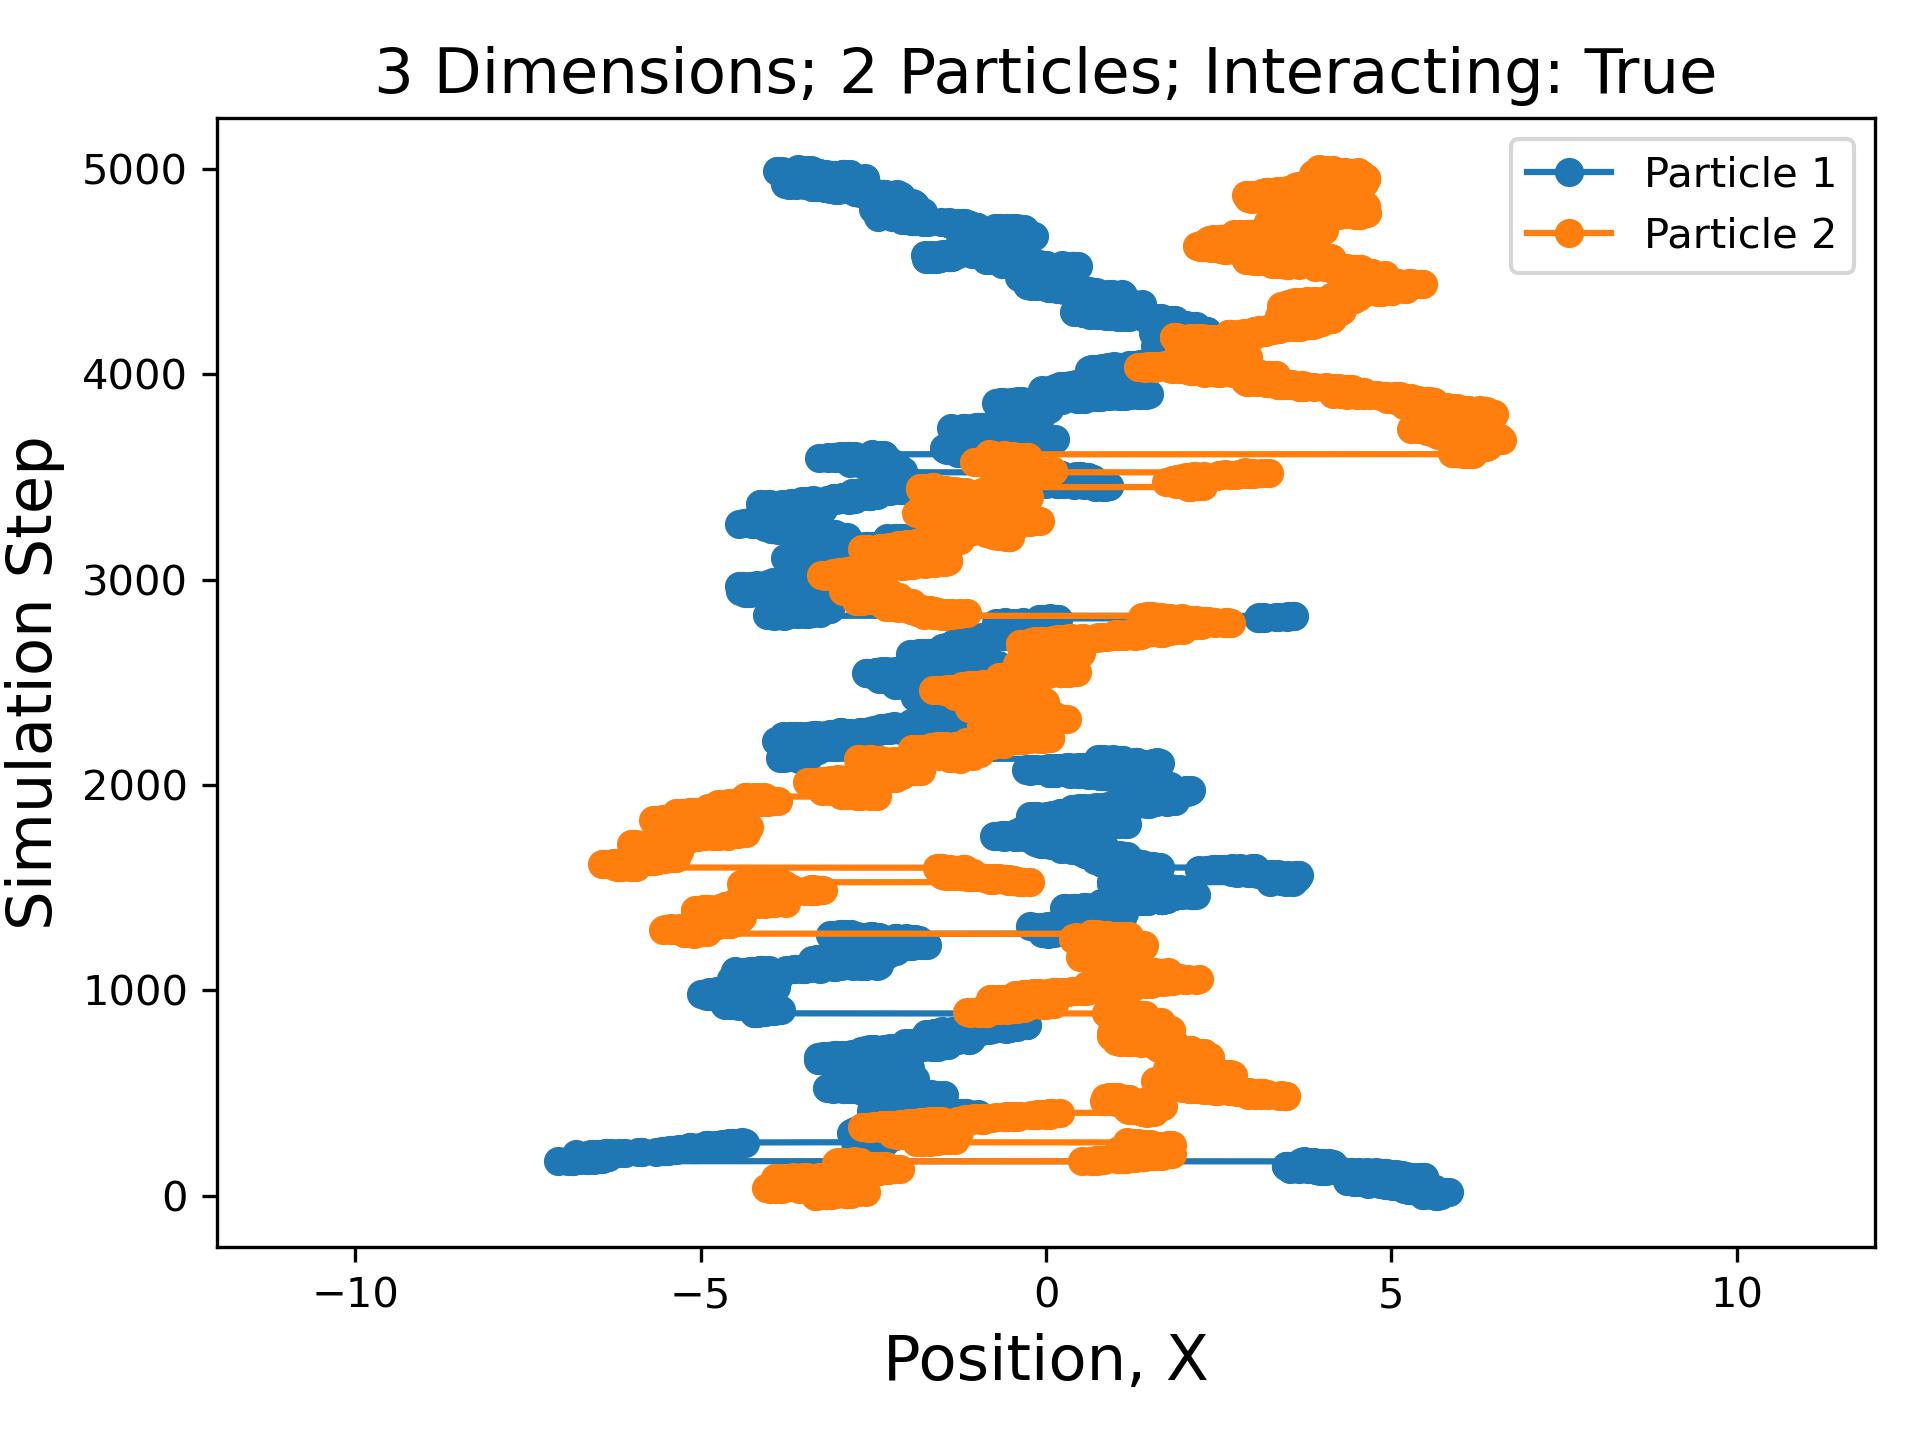 3 Dimensions; 2 Particles; Interacting: True
Particle 1
Particle 2
Simulation Step
5000
4000
3000
2000
1000
0
−10
−5
0
5
10
Position, X